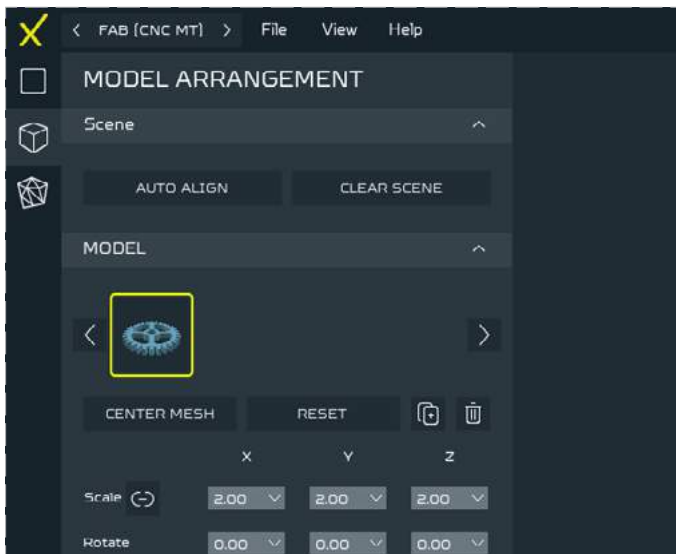 FAB (CNC MT) File View Help
MODEL ARRANGEMENT
Scene
AUTO ALIGN CLEAR SCENE
MODEL
CENTER MESH RESET
X Y Z
Scale 2.00 2.00 2.00
Rotate 0.00 0.00 0.00